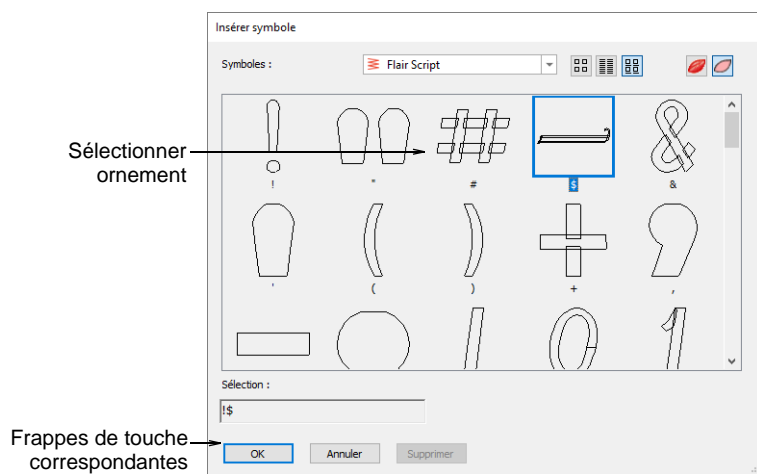 Insérer symbole
Symboles :
Flair Script
Sélectionner
ornement
! " # $ &
' ( ) + ,
Sélection :
!$
Frappes de touche
correspondantes
OK Annuler Supprimer